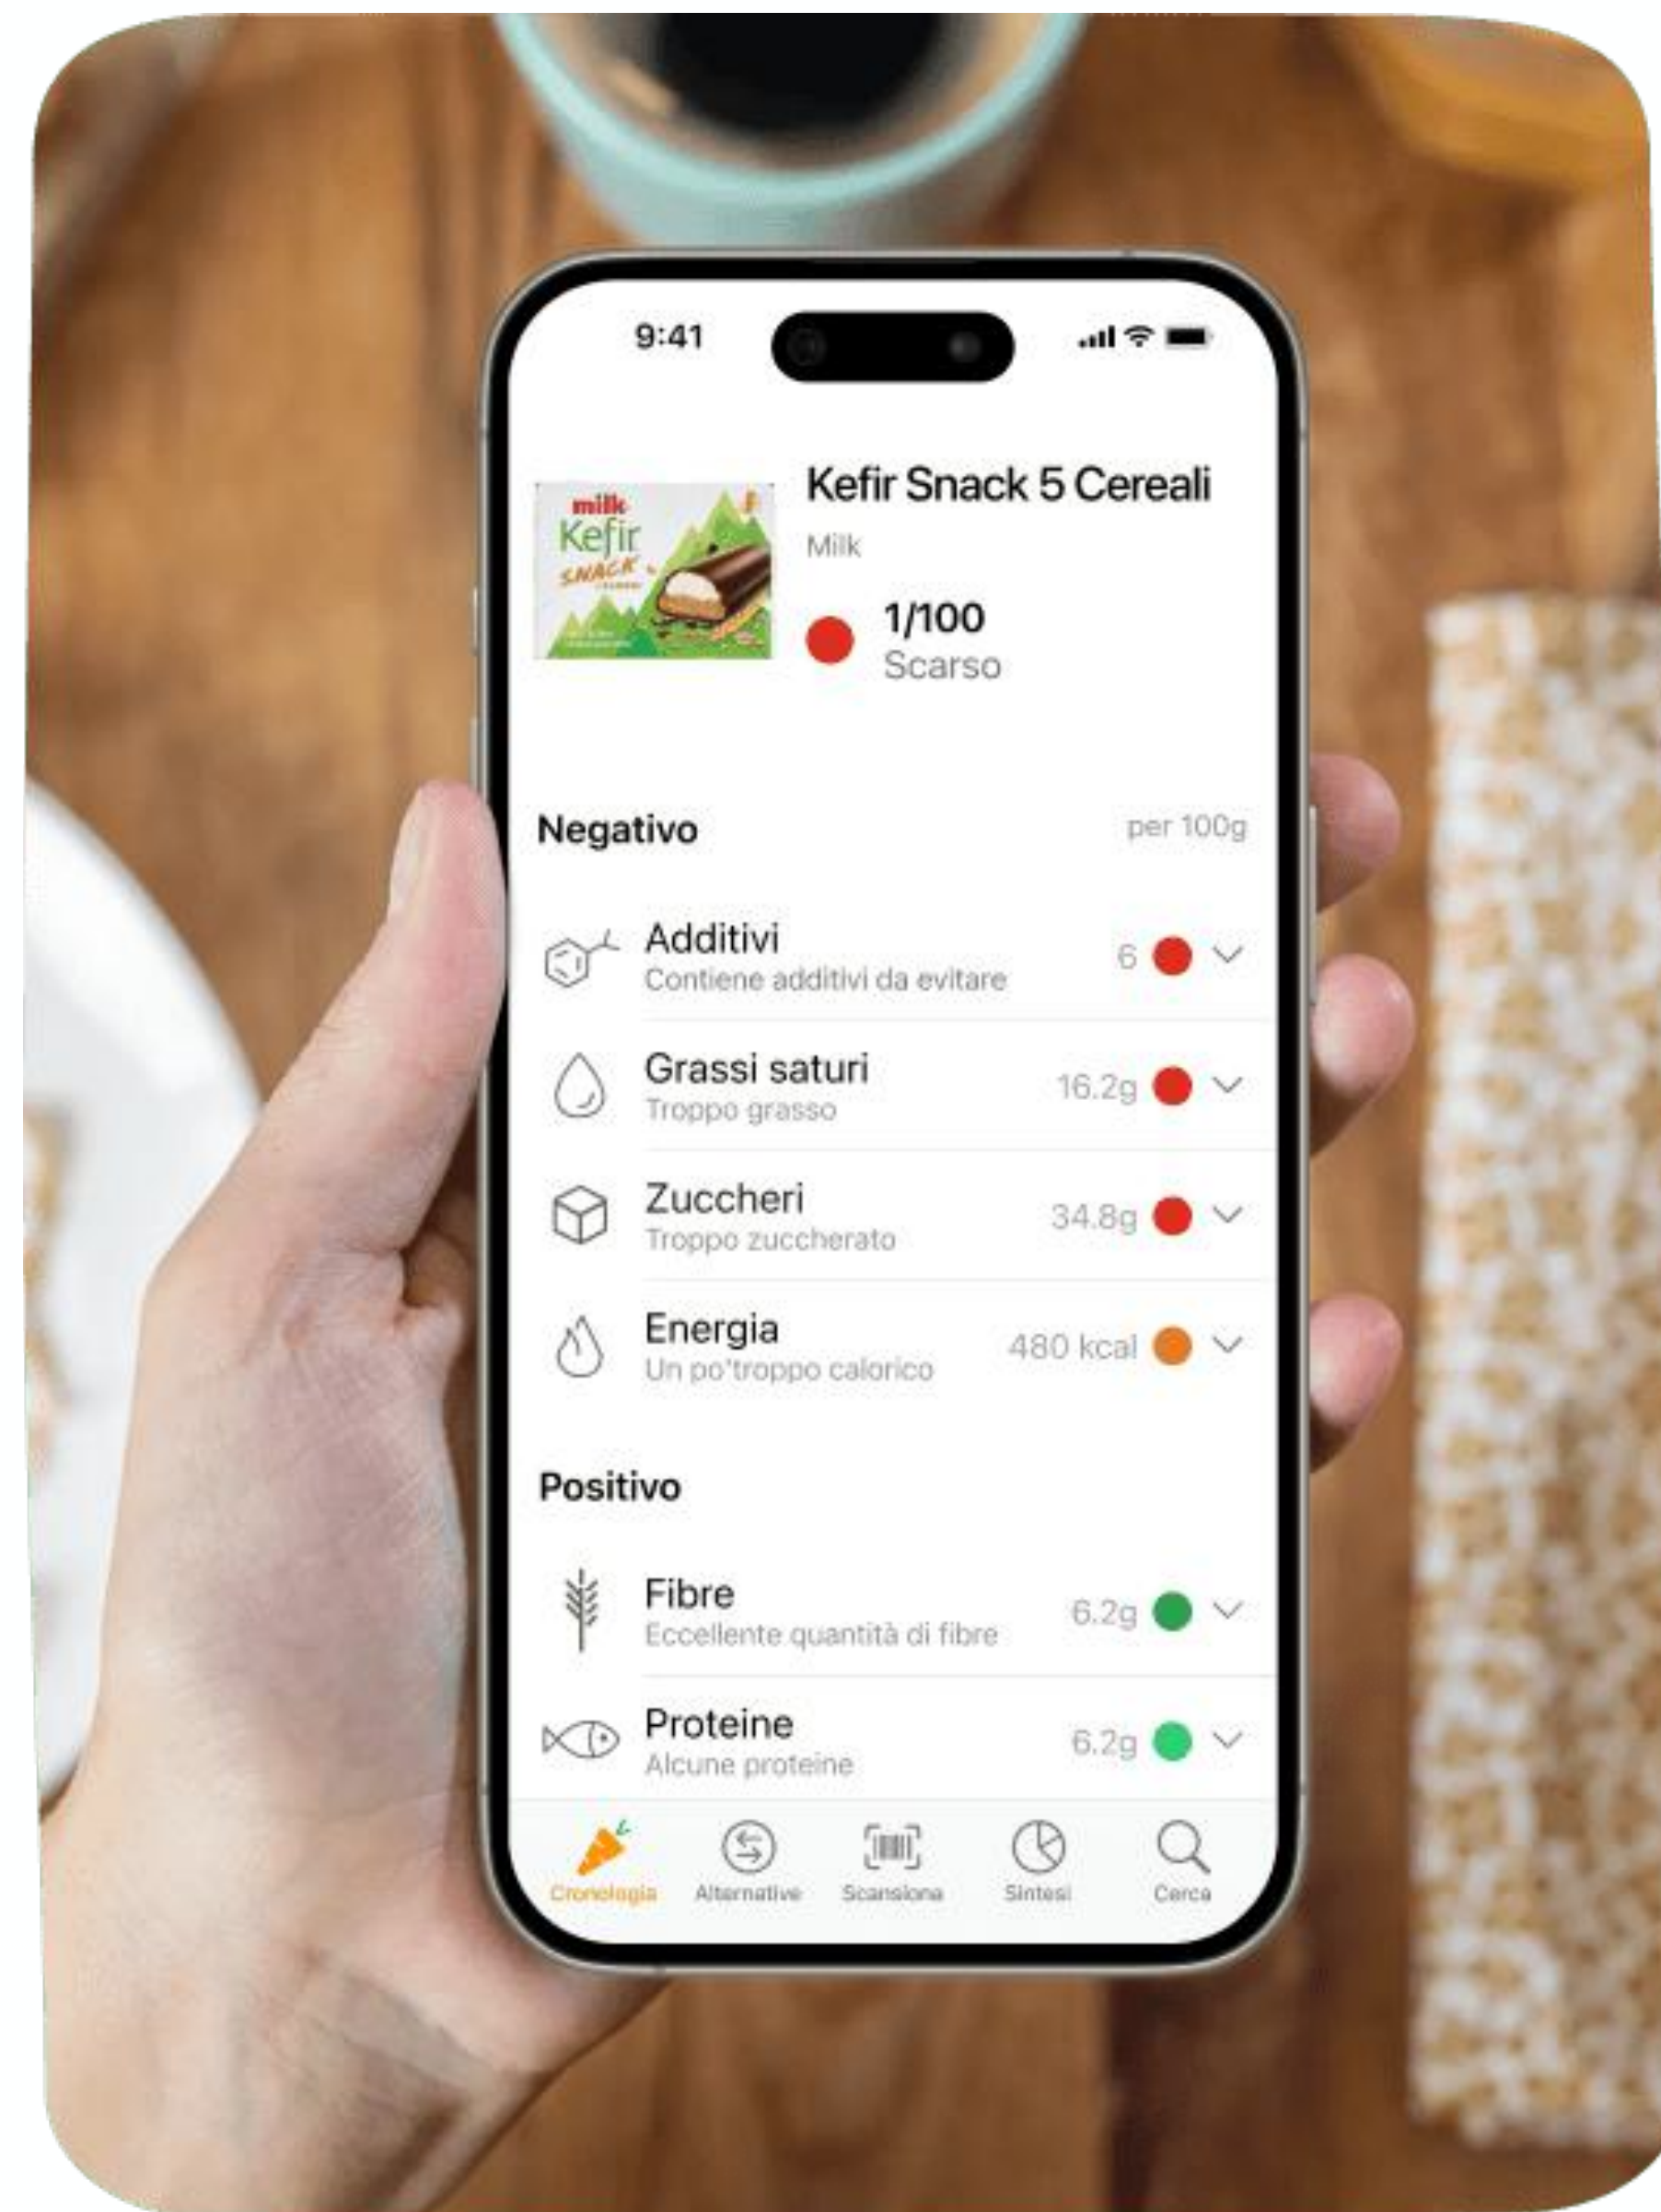 9:41
milk
Kefir
SNACK
Kefir Snack 5 Cereali
Milk
1/100
Scarso
Negativo
per 100g
Additivi
6
Contiene additivi da evitare
Grassi saturi
16.2g
Troppo grasso
Zuccheri
34.8g
Troppo zuccherato
Energia
480 kcal
Un po'troppo calorico
Positivo
Fibre
6.2g
Eccellente quantità di fibre
Proteine
6.2g
Alcune proteine
Cronologia
Alternative
Scansiona
Sintesi
Cerca